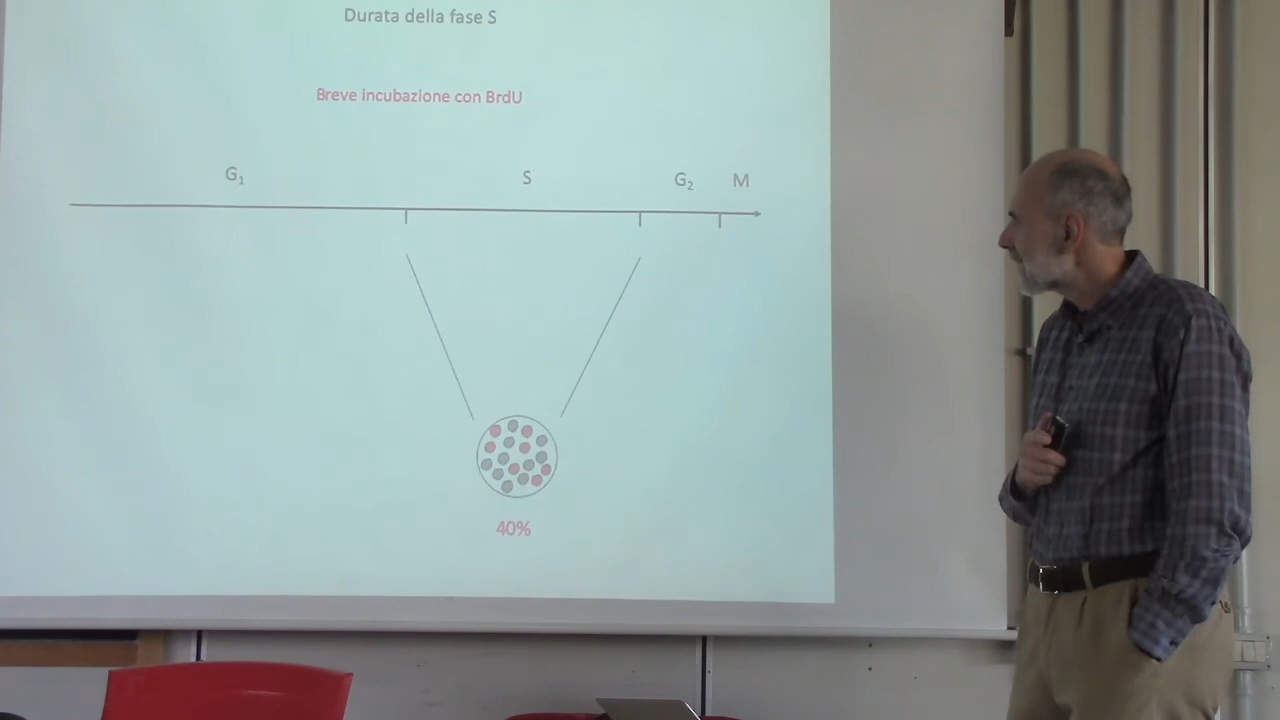 Durata della fase S
Breve incubazione con BrdU
G₁ S G₂ M
40%